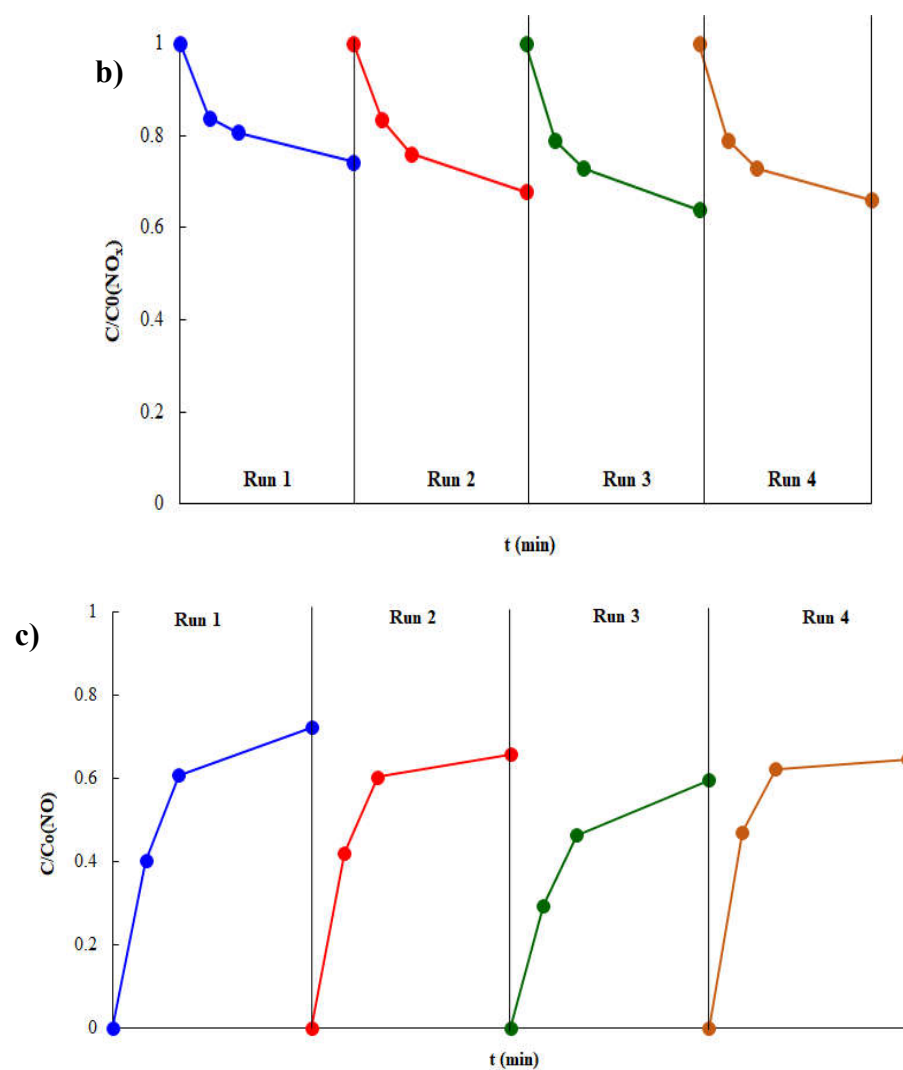 b)
1
0.8
0.6
0.4
0.2
0
C/C0(NOx)
Run 1
Run 2
Run 3
Run 4
t (min)
c)
1
0.8
0.6
0.4
0.2
0
C/Co(NO)
Run 1
Run 2
Run 3
Run 4
t (min)